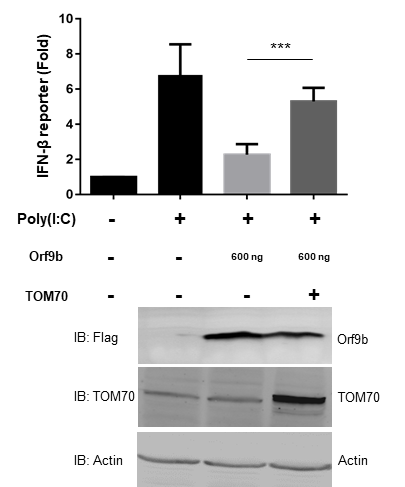 IFN-β reporter (Fold)
10
8
6
4
2
0
***
Poly(I:C) - + + +
Orf9b - - 600 ng 600 ng
TOM70 - - - +
IB: Flag Orf9b
IB: TOM70 TOM70
IB: Actin Actin